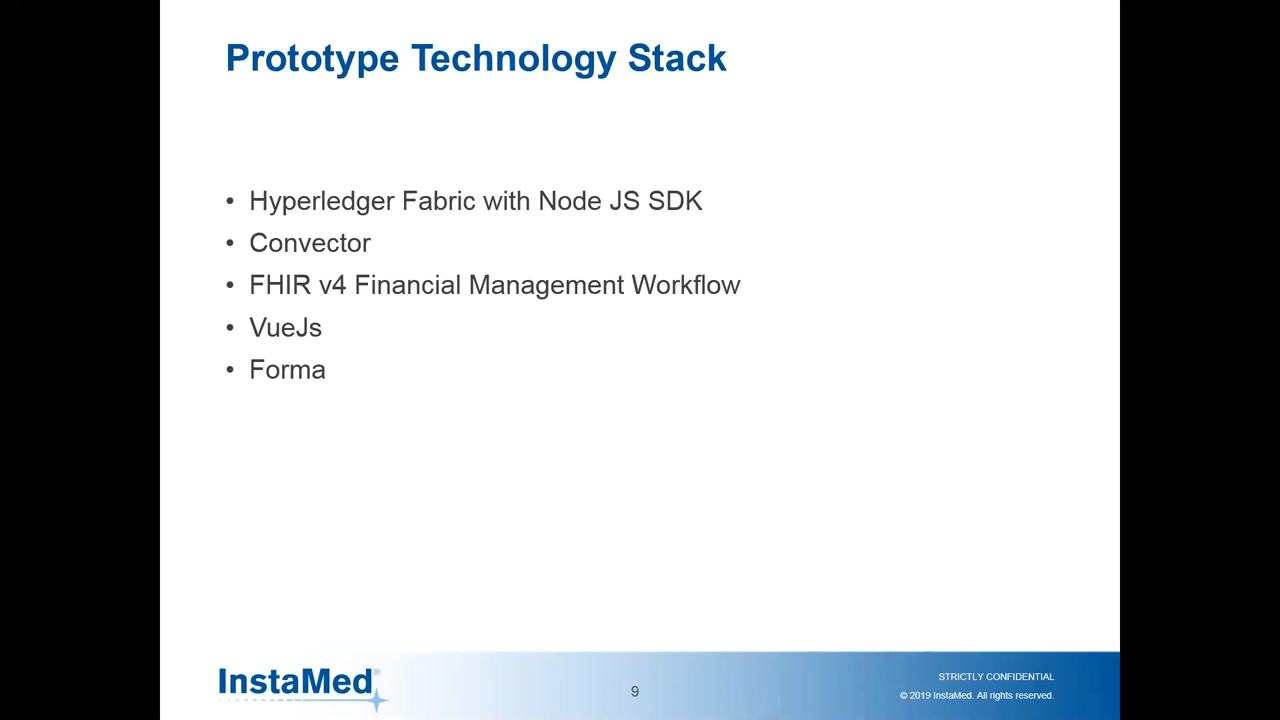 Prototype Technology Stack
• Hyperledger Fabric with Node JS SDK
• Convector
• FHIR v4 Financial Management Workflow
• VueJs
• Forma
InstaMed®
9
STRICTLY CONFIDENTIAL
© 2019 InstaMed. All rights reserved.